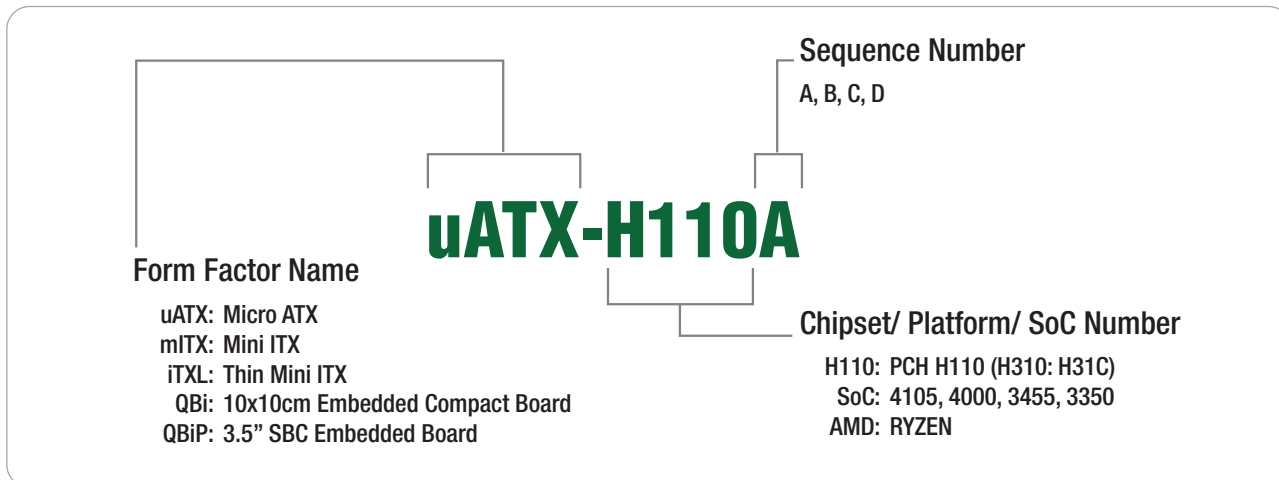 Sequence Number
A, B, C, D
uATX-H110A
Form Factor Name
uATX: Micro ATX
mITX: Mini ITX
iTXL: Thin Mini ITX
QBi: 10x10cm Embedded Compact Board
QBiP: 3.5” SBC Embedded Board
Chipset/ Platform/ SoC Number
H110: PCH H110 (H310: H31C)
SoC: 4105, 4000, 3455, 3350
AMD: RYZEN